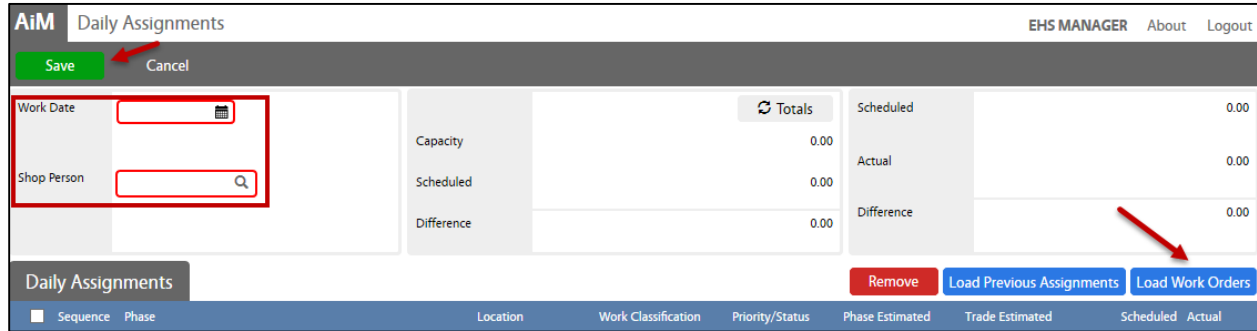 AiM Daily Assignments EHS MANAGER About Logout
Save Cancel
Work Date Totals Scheduled 0.00
Capacity 0.00
Actual 0.00
Shop Person Scheduled 0.00
Difference 0.00
Difference 0.00
Daily Assignments Remove Load Previous Assignments Load Work Orders
Sequence Phase Location Work Classification Priority/Status Phase Estimated Trade Estimated Scheduled Actual